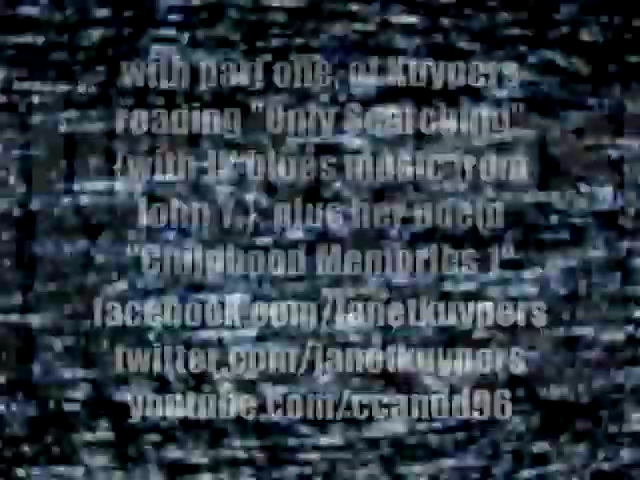 with part one of Kuypers
reading "Only Searching"
(with blues music from
John plus her poem
"Childhood Memories 1"
facebook.com/janetkuypers
twitter.com/janetkuypers
youtube.com/ccandd96